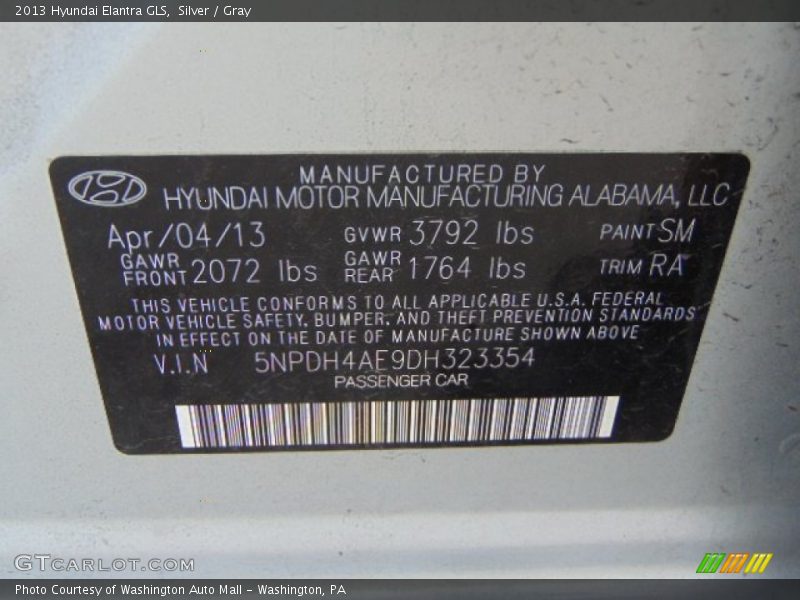 2013 Hyundai Elantra GLS, Silver / Gray
MANUFACTURED BY
HYUNDAI MOTOR MANUFACTURING ALABAMA, LLC
Apr/04/13 GVWR 3792 lbs PAINT SM
GAWR FRONT 2072 lbs GAWR REAR 1764 lbs TRIM RA
THIS VEHICLE CONFORMS TO ALL APPLICABLE U.S.A. FEDERAL
MOTOR VEHICLE SAFETY, BUMPER, AND THEFT PREVENTION STANDARDS
IN EFFECT ON THE DATE OF MANUFACTURE SHOWN ABOVE
V.I.N 5NPDH4AE9DH323354
PASSENGER CAR
GTCARLOT.COM
Photo Courtesy of Washington Auto Mall - Washington, PA